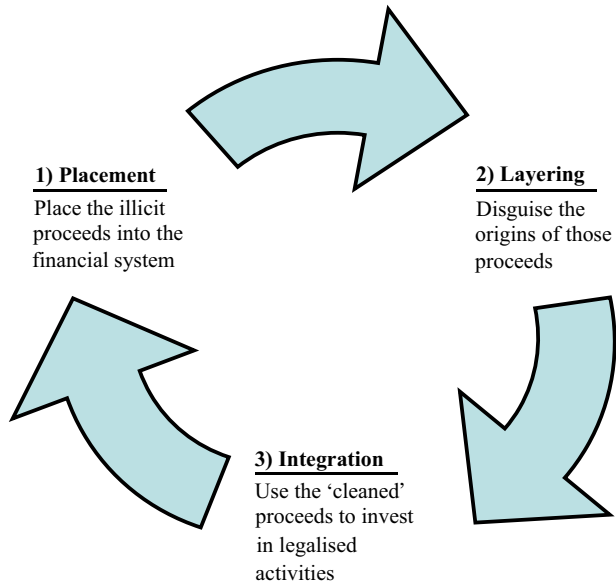 1) Placement
Place the illicit
proceeds into the
financial system
2) Layering
Disguise the
origins of those
proceeds
3) Integration
Use the ‘cleaned’
proceeds to invest
in legalised
activities